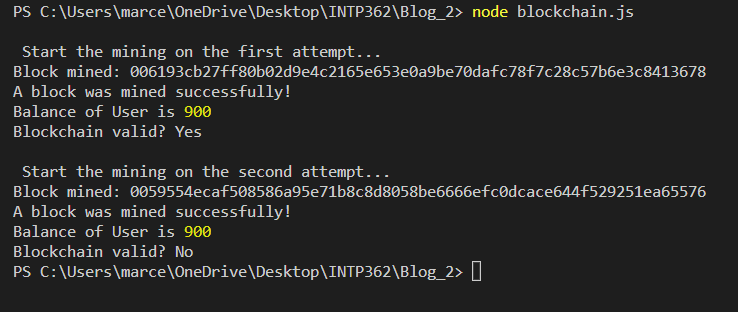 PS C:\Users\marce\OneDrive\Desktop\INTP362\Blog_2> node blockchain.js
Start the mining on the first attempt...
Block mined: 006193cb27ff80b02d9e4c2165e653e0a9be70dafc78f7c28c57b6e3c8413678
A block was mined successfully!
Balance of User is 900
Blockchain valid? Yes
Start the mining on the second attempt...
Block mined: 0059554ecaf508586a95e71b8c8d8058be6666efc0dcace644f529251ea65576
A block was mined successfully!
Balance of User is 900
Blockchain valid? No
PS C:\Users\marce\OneDrive\Desktop\INTP362\Blog_2>